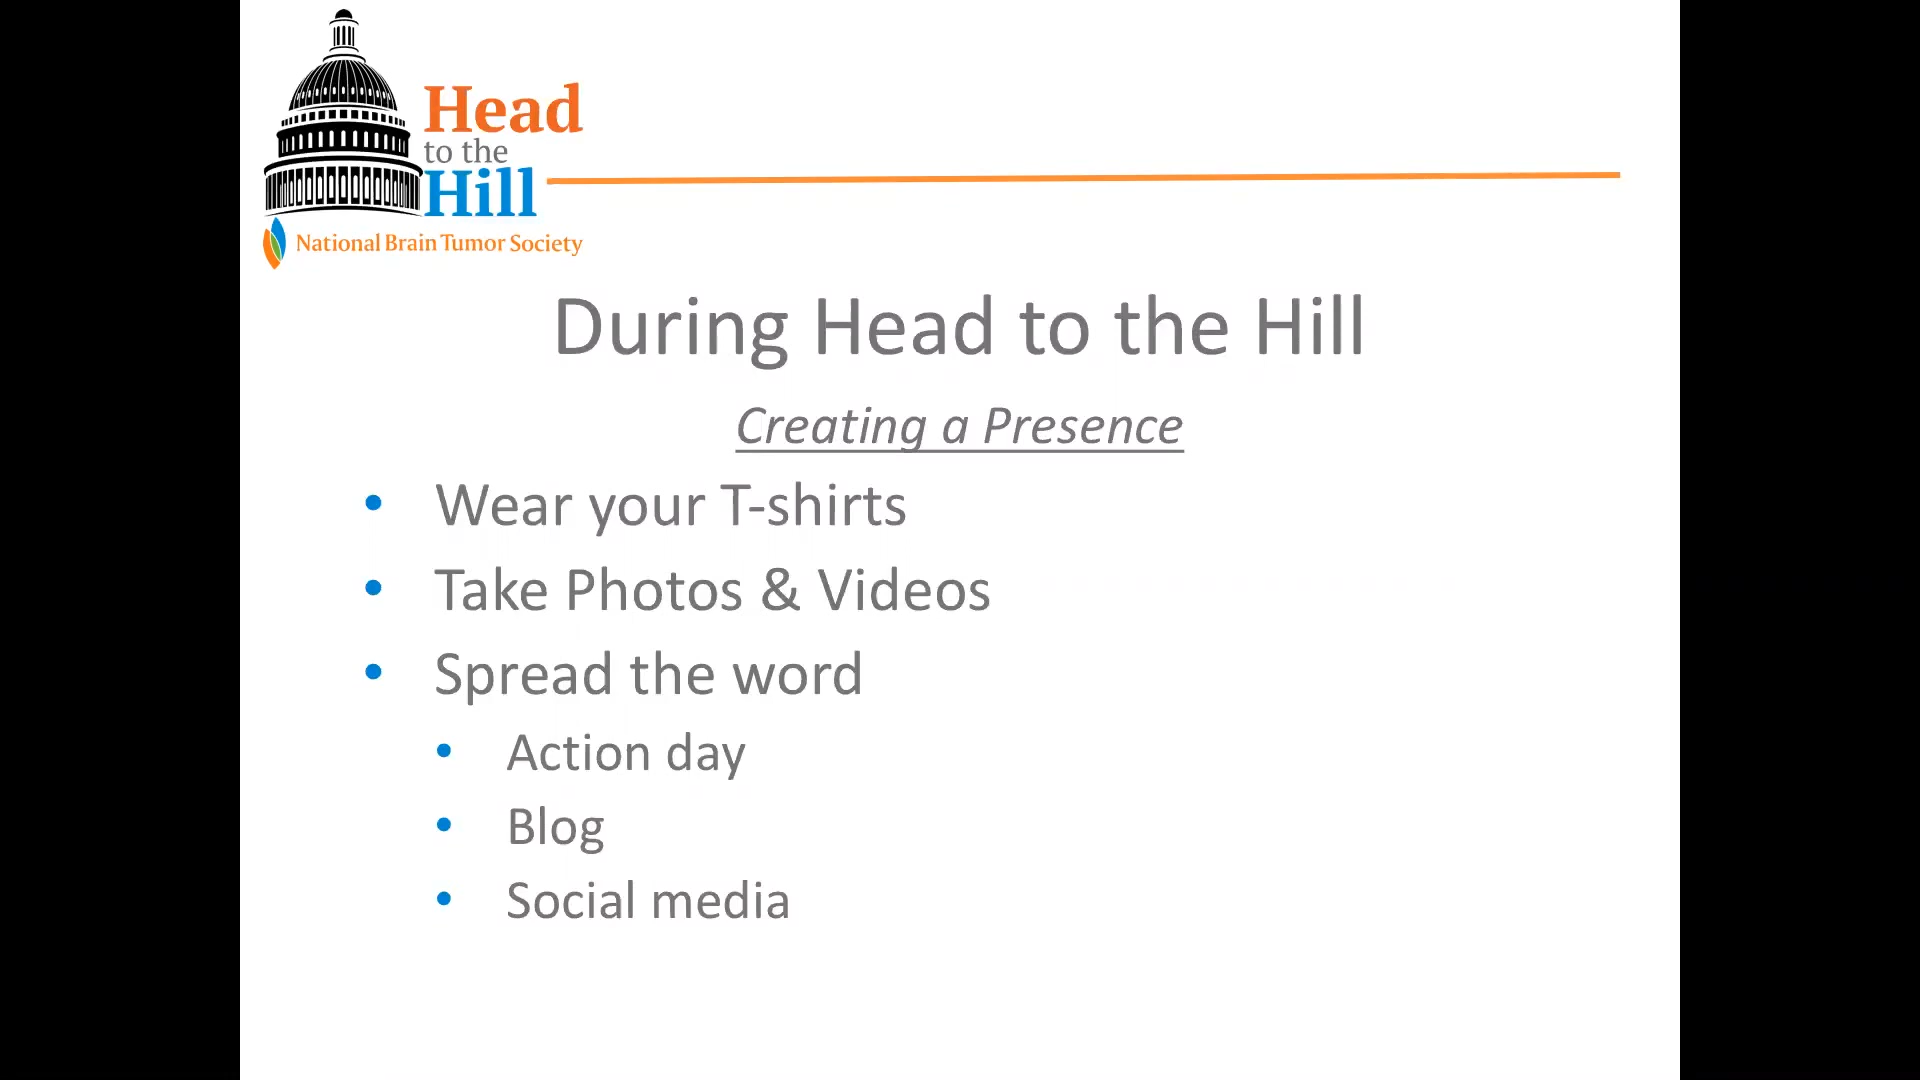 Head
to the
Hill
National Brain Tumor Society
During Head to the Hill
Creating a Presence
• Wear your T-shirts
• Take Photos & Videos
• Spread the word
• Action day
• Blog
• Social media